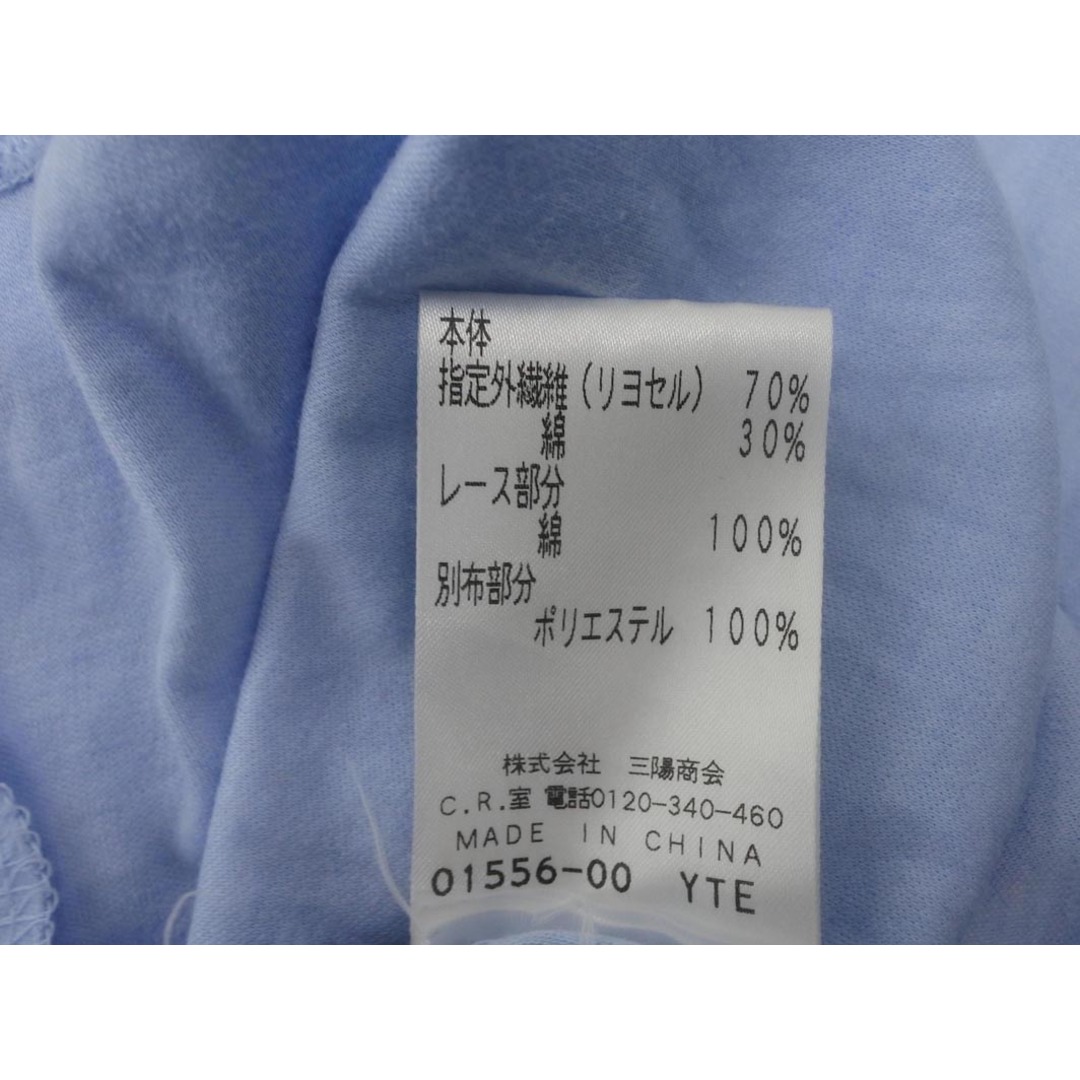 本体
指定外繊維（リヨセル） 70%
綿 30%
レース部分
綿 100%
別布部分
ポリエステル 100%
株式会社 三陽商会
C.R.室 電話0120-340-460
MADE IN CHINA
01556-00 YTE